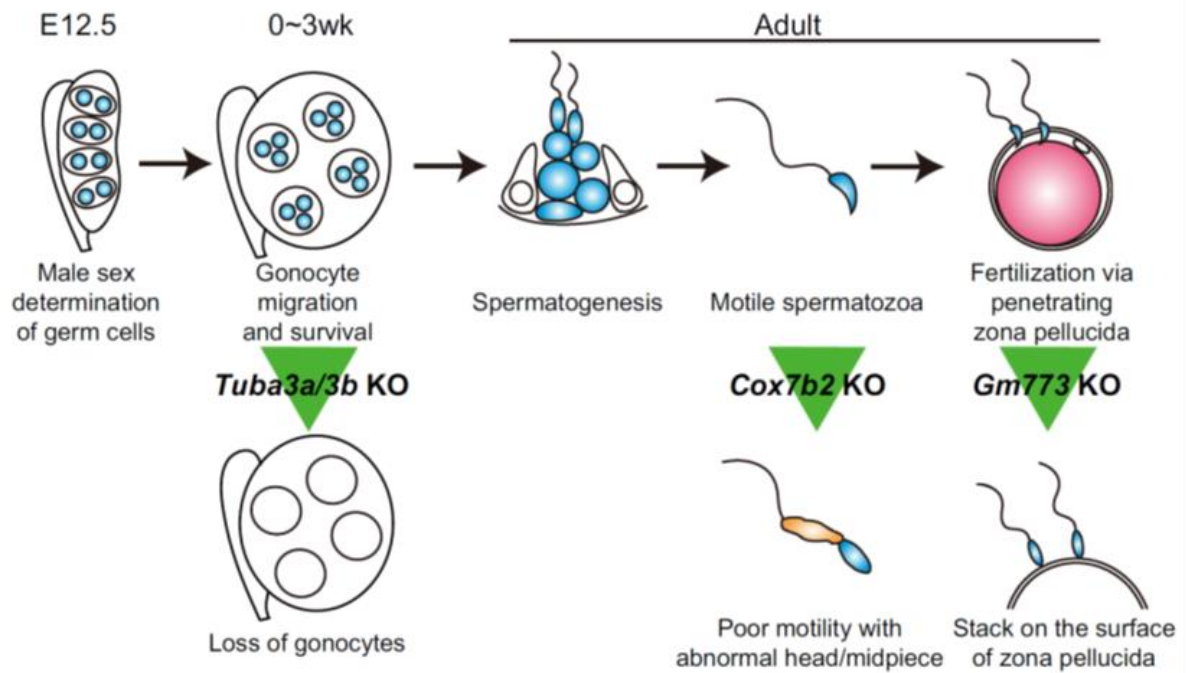 E12.5
0~3wk
Adult
Male sex
determination
of germ cells
Gonocyte
migration
and survival
Spermatogenesis
Motile spermatozoa
Fertilization via
penetrating
zona pellucida
Tuba3a/3b KO
Cox7b2 KO
Gm773 KO
Loss of gonocytes
Poor motility with
abnormal head/midpiece
Stack on the surface
of zona pellucida